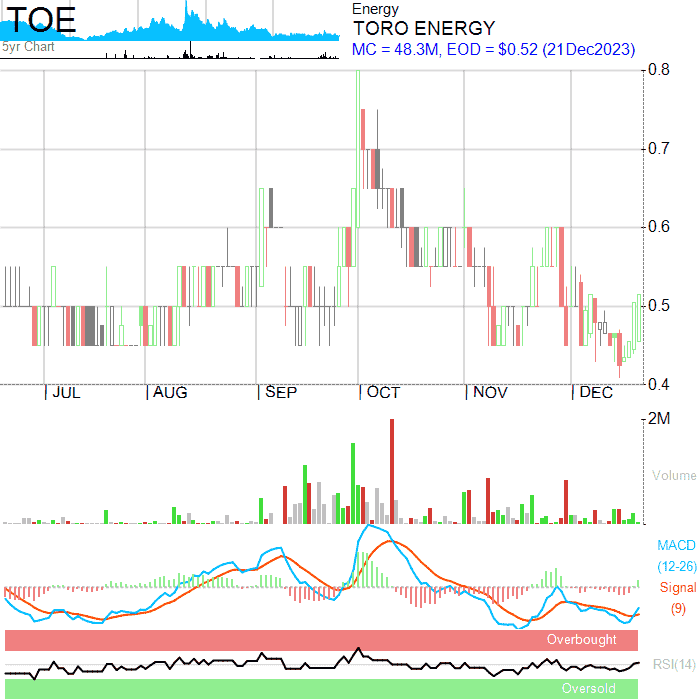 TOE
5yr Chart
Energy
TORO ENERGY
MC = 48.3M, EOD = $0.52 (21Dec2023)
0.8
0.7
0.6
0.5
0.4
JUL AUG SEP OCT NOV DEC
2M
Volume
MACD
(12-26)
Signal
(9)
Overbought
RSI(14)
Oversold